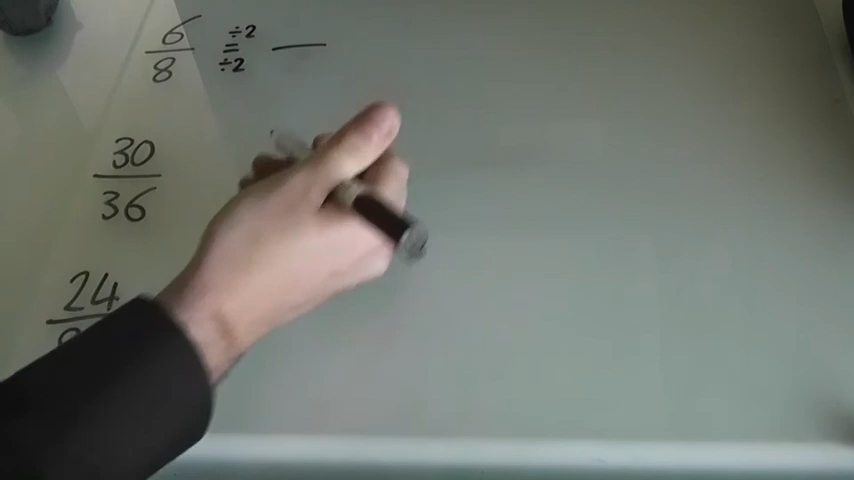 6/8 ÷2 = ÷2 —
30/36
24